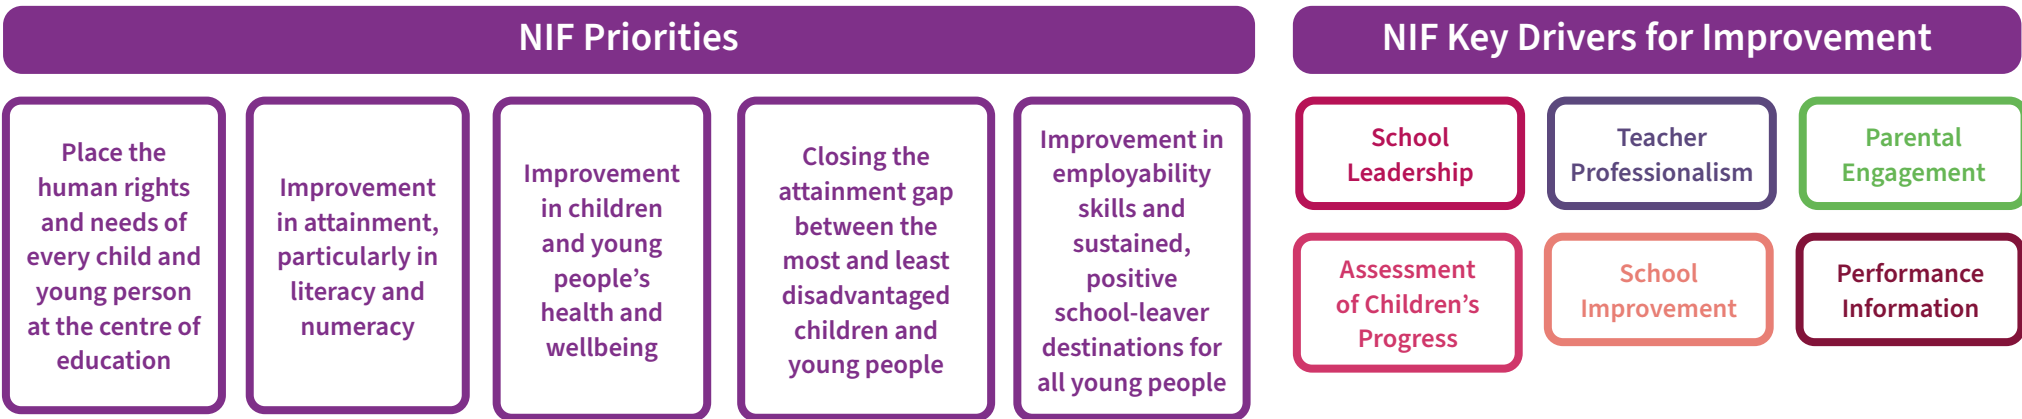 NIF Priorities
Place the
human rights
and needs of
every child and
young person
at the centre of
education
Improvement
in attainment,
particularly in
literacy and
numeracy
Improvement
in children
and young
people’s
health and
wellbeing
Closing the
attainment gap
between the
most and least
disadvantaged
children and
young people
Improvement in
employability
skills and
sustained,
positive
school-leaver
destinations for
all young people
NIF Key Drivers for Improvement
School
Leadership
Teacher
Professionalism
Parental
Engagement
Assessment
of Children’s
Progress
School
Improvement
Performance
Information